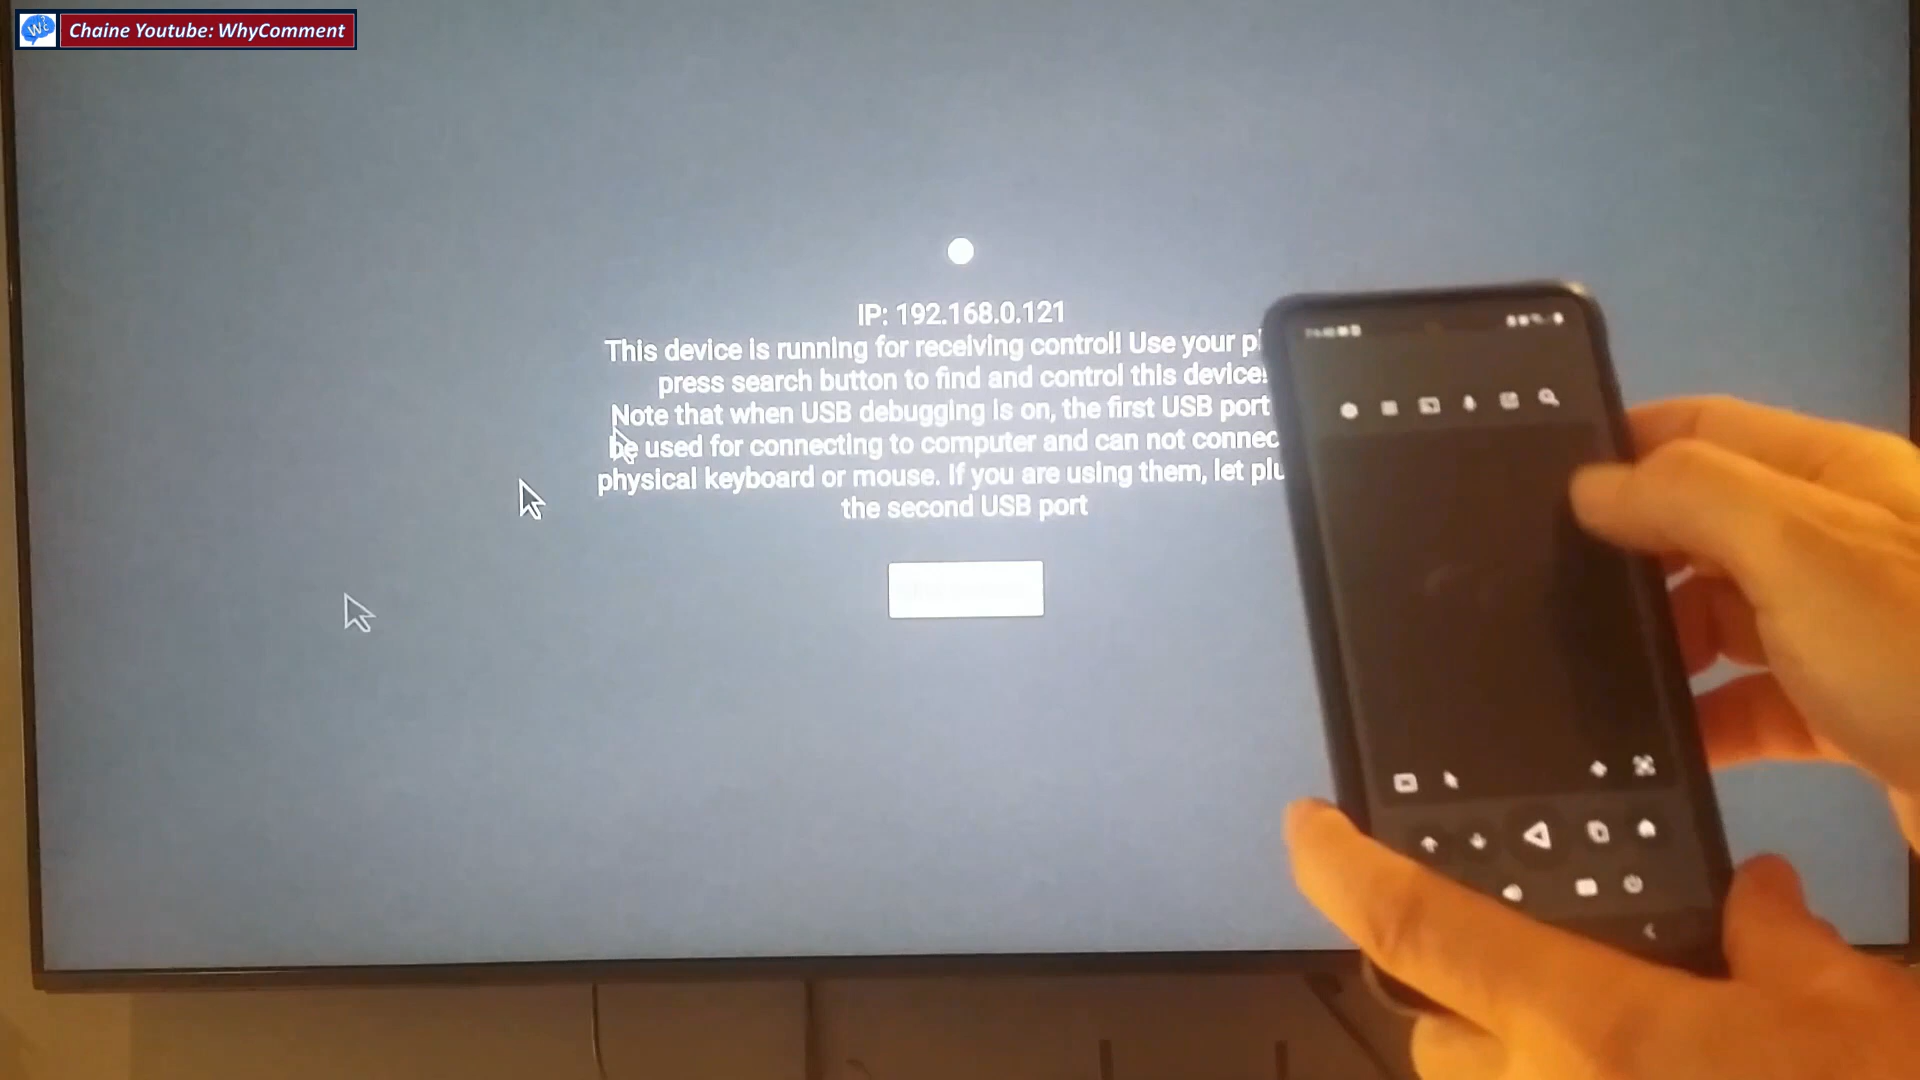 Chaine Youtube: WhyComment
IP: 192.168.0.121
This device is running for receiving control! Use your
press search button to find and control this device!
Note that when USB debugging is on, the first USB port
be used for connecting to computer and can not connec
physical keyboard or mouse. If you are using them, let plu
the second USB port